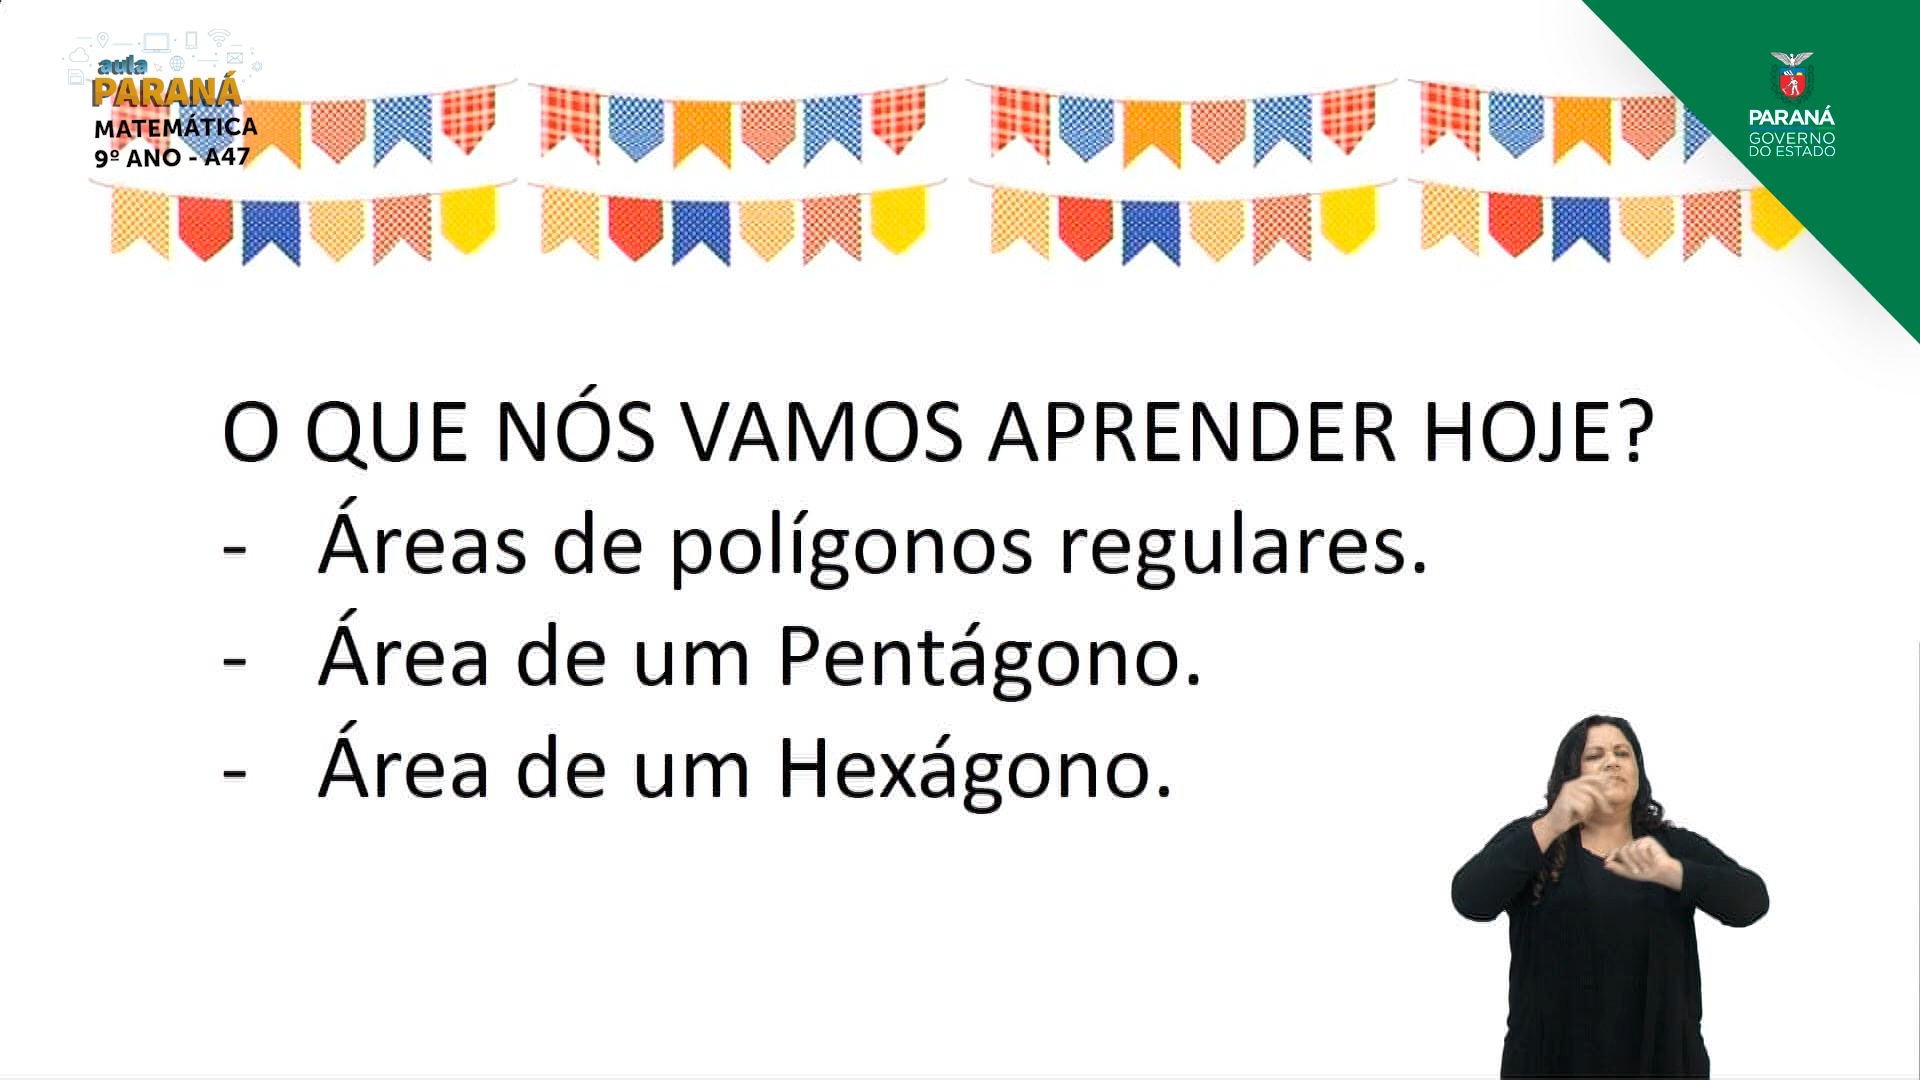 aula
PARANÁ
MATEMÁTICA
9º ANO - A47
PARANÁ
GOVERNO
DO ESTADO
O QUE NÓS VAMOS APRENDER HOJE?
- Áreas de polígonos regulares.
- Área de um Pentágono.
- Área de um Hexágono.